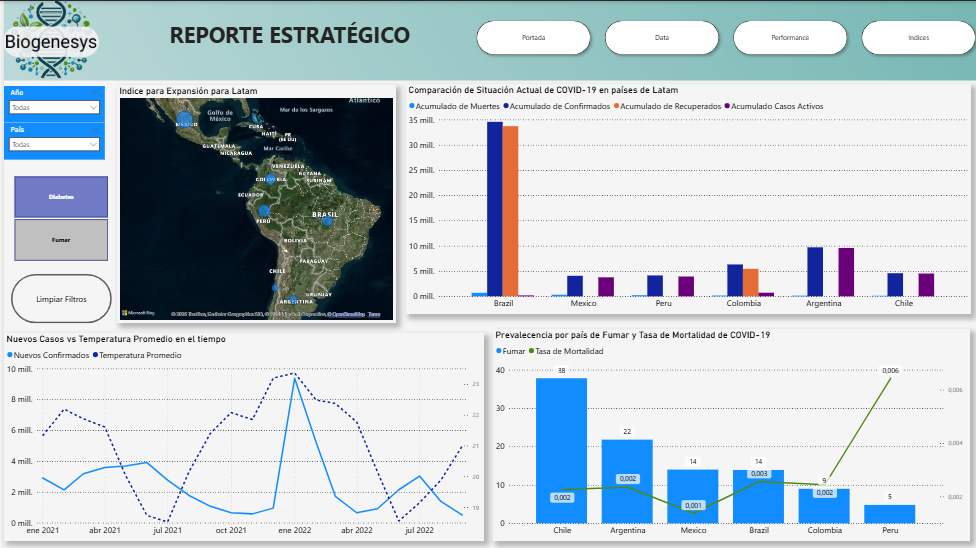 Biogenesys
REPORTE ESTRATÉGICO
Portada
Data
Performance
Indices
Año
Todas
País
Todas
Diabetes
Fumar
Limpiar Filtros
Indice para Expansión para Latam
Atlántico
Golfo de
México
Mar de los Sargazos
MÉXICO
CUBA
HAITÍ
PR
(EE UU)
GUATEMALA
Mar Caribe
NICARAGUA
VENEZUELA
GUYANA
COLOMBIA
SURINAM
ECUADOR
PERÚ
BRASIL
BOLIVIA
PARAGUAY
CHILE
URUGUAY
ARGENTINA
Microsoft Bing
© OpenStreetMap Terms
Comparación de Situación Actual de COVID-19 en países de Latam
Acumulado de Muertes Acumulado de Confirmados Acumulado de Recuperados Acumulado Casos Activos
35 mill.
30 mill.
25 mill.
20 mill.
15 mill.
10 mill.
5 mill.
0 mill.
Brazil Mexico Peru Colombia Argentina Chile
Nuevos Casos vs Temperatura Promedio en el tiempo
Nuevos Confirmados Temperatura Promedio
10 mill.
8 mill.
6 mill.
4 mill.
2 mill.
0 mill.
23
22
21
20
19
ene 2021 abr 2021 jul 2021 oct 2021 ene 2022 abr 2022 jul 2022
Prevalecencia por país de Fumar y Tasa de Mortalidad de COVID-19
Fumar Tasa de Mortalidad
40
30
20
10
0
38
22
14
14
9
5
0,002
0,002
0,001
0,003
0,002
0,006
0,006
0,004
0,002
Chile Argentina Mexico Brazil Colombia Peru